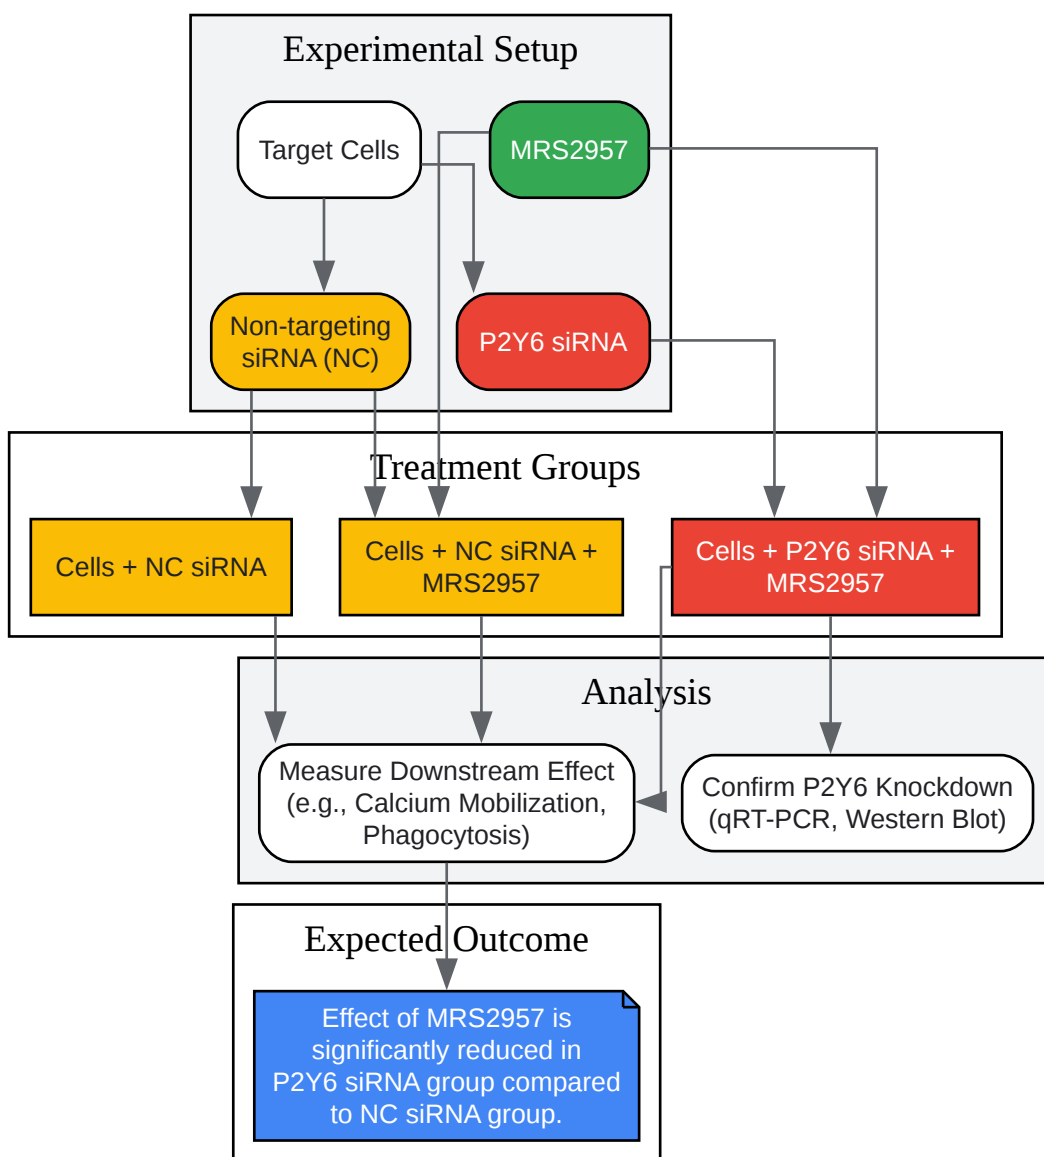 Experimental Setup
Target Cells
MRS2957
Non-targeting
siRNA (NC)
P2Y6 siRNA
Treatment Groups
Cells + NC siRNA
Cells + NC siRNA +
MRS2957
Cells + P2Y6 siRNA +
MRS2957
Analysis
Measure Downstream Effect
(e.g., Calcium Mobilization,
Phagocytosis)
Confirm P2Y6 Knockdown
(qRT-PCR, Western Blot)
Expected Outcome
Effect of MRS2957 is
significantly reduced in
P2Y6 siRNA group compared
to NC siRNA group.